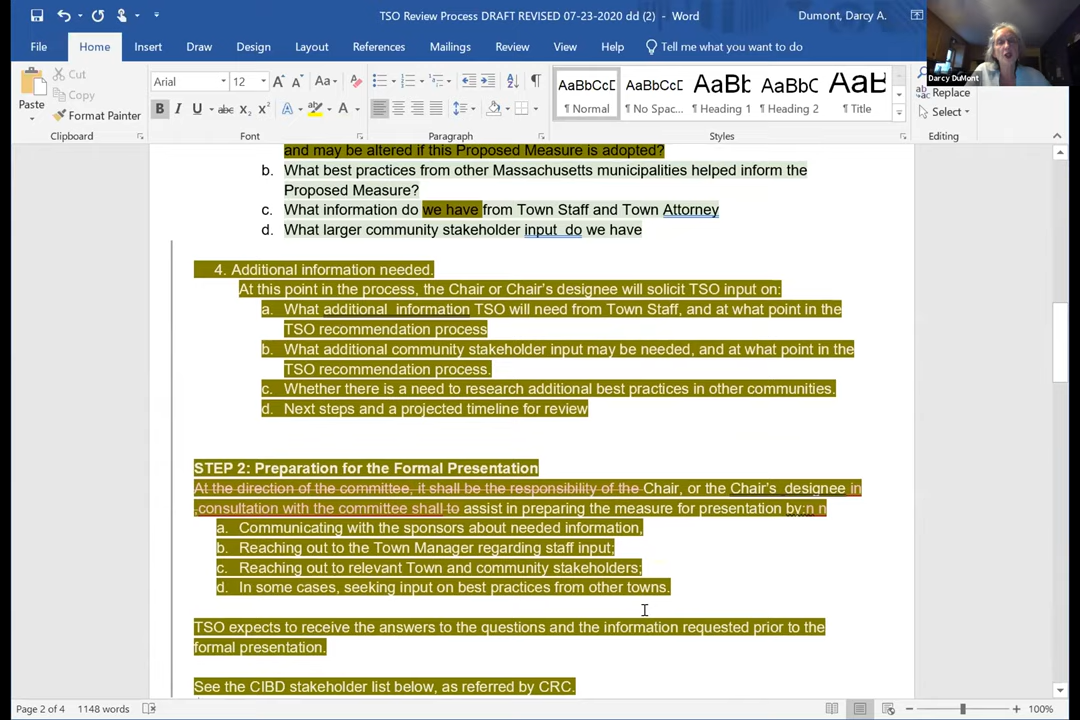 TSO Review Process DRAFT REVISED 07-23-2020 dd (2) - Word
Dumont, Darcy A.
File Home Insert Draw Design Layout References Mailings Review View Help Tell me what you want to do
Darcy DuMont
Paste
Cut
Copy
Format Painter
Clipboard
Arial 12
Font
Paragraph
AaBbCcI AaBbCcI AaBbC AaBbCc AaB
¶ Normal ¶ No Spac... ¶ Heading 1 ¶ Heading 2 ¶ Title
Styles
Replace
Select
Editing
and may be altered if this Proposed Measure is adopted?
b. What best practices from other Massachusetts municipalities helped inform the
Proposed Measure?
c. What information do we have from Town Staff and Town Attorney
d. What larger community stakeholder input do we have
4. Additional information needed.
At this point in the process, the Chair or Chair's designee will solicit TSO input on:
a. What additional information TSO will need from Town Staff, and at what point in the
TSO recommendation process
b. What additional community stakeholder input may be needed, and at what point in the
TSO recommendation process.
c. Whether there is a need to research additional best practices in other communities.
d. Next steps and a projected timeline for review
STEP 2: Preparation for the Formal Presentation
At the direction of the committee, it shall be the responsibility of the Chair, or the Chair's designee in
,consultation with the committee shall to assist in preparing the measure for presentation by:n n
a. Communicating with the sponsors about needed information,
b. Reaching out to the Town Manager regarding staff input;
c. Reaching out to relevant Town and community stakeholders;
d. In some cases, seeking input on best practices from other towns.
TSO expects to receive the answers to the questions and the information requested prior to the
formal presentation.
See the CIBD stakeholder list below, as referred by CRC.
Page 2 of 4 1148 words
100%